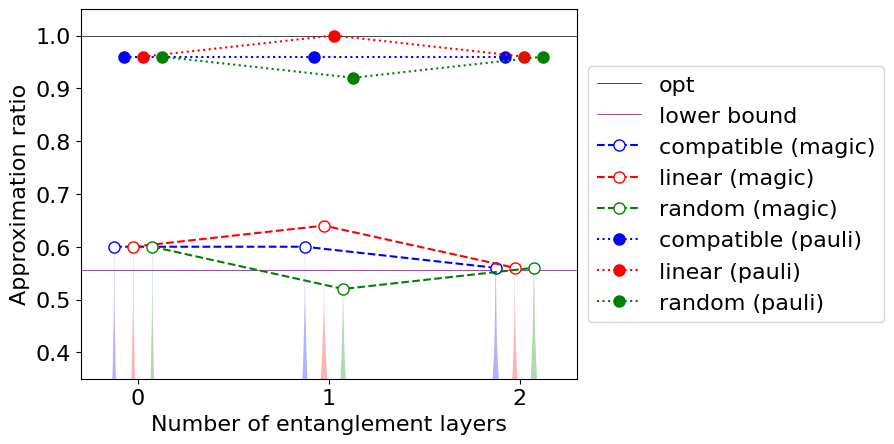 1.0
0.9
0.8
0.7
0.6
0.5
0.4
Approximation ratio
0 1 2
Number of entanglement layers
opt
lower bound
compatible (magic)
linear (magic)
random (magic)
compatible (pauli)
linear (pauli)
random (pauli)